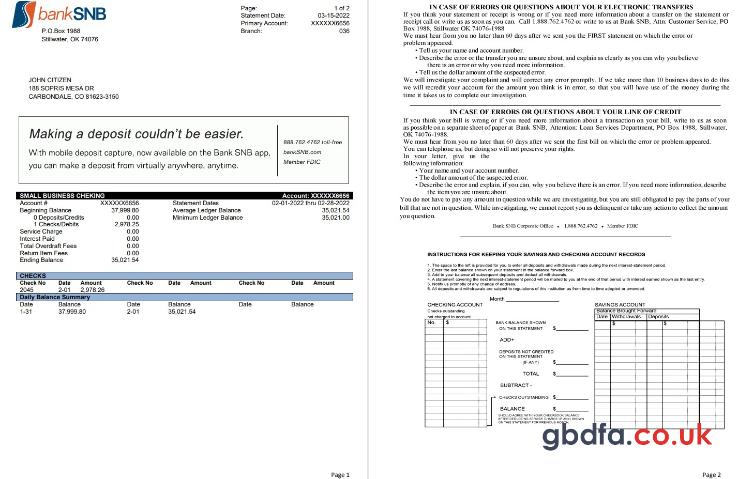 bankSNB
P.O.Box 1988
Stillwater, OK 74076
Page: 1 of 2
Statement Date: 03-15-2022
Primary Account: XXXXXX6656
Branch: 036
JOHN CITIZEN
188 SOPRIS MESA DR
CARBONDALE, CO 81623-3150
Making a deposit couldn't be easier.
With mobile deposit capture, now available on the Bank SNB app,
you can make a deposit from virtually anywhere, anytime.
888.762.4762 toll-free
bankSNB.com
Member FDIC
SMALL BUSINESS CHEKING Account: XXXXXX6656
Account # XXXXXXX6656 Statement Dates 02-01-2022 thru 02-28-2022
Beginning Balance 37,999.80 Average Ledger Balance 35,021.54
0 Deposits/Credits 0.00 Minimum Ledger Balance 35,021.00
1 Checks/Debits 2,978.25
Service Charge 0.00
Interest Paid 0.00
Total Overdraft Fees 0.00
Return Item Fees 0.00
Ending Balance 35,021.54
CHECKS
Check No Date Amount Check No Date Amount Check No Date Amount
2045 2-01 2,978.26
Daily Balance Summary
Date Balance Date Balance Date Balance
1-31 37,999.80 2-01 35,021.54
Page 1
IN CASE OF ERRORS OR QUESTIONS ABOUT YOUR ELECTRONIC TRANSFERS
If you think your statement or receipt is wrong or if you need more information about a transfer on the statement or
receipt call or write us as soon as you can. Call 1.888.762.4762 or write to us at Bank SNB, Attn: Customer Service, PO
Box 1988, Stillwater OK 74076-1988
We must hear from you no later than 60 days after we sent you the FIRST statement on which the error or
problem appeared.
• Tell us your name and account number.
• Describe the error or the transfer you are unsure about, and explain as clearly as you can why you believe
there is an error or why you need more information.
• Tell us the dollar amount of the suspected error.
We will investigate your complaint and will correct any error promptly. If we take more than 10 business days to do this
we will recredit your account for the amount you think is in error, so that you will have use of the money during the
time it takes us to complete our investigation.
IN CASE OF ERRORS OR QUESTIONS ABOUT YOUR LINE OF CREDIT
If you think your bill is wrong or if you need more information about a transaction on your bill, write to us as soon
as possible on a separate sheet of paper at Bank SNB, Attention: Loan Services Department, PO Box 1988, Stillwater,
OK 74076-1988.
We must hear from you no later than 60 days after we sent the first bill on which the error or problem appeared.
You can telephone us, but doing so will not preserve your rights.
In your letter, give us the
following information:
• Your name and your account number.
• The dollar amount of the suspected error.
• Describe the error and explain, if you can, why you believe there is an error. If you need more information, describe
the item you are unsure about.
You do not have to pay any amount in question while we are investigating, but you are still obligated to pay the parts of your
bill that are not in question. While investigating, we cannot report you as delinquent or take any action to collect the amount
you question.
Bank SNB Corporate Office • 1.888.762.4762 • Member FDIC
INSTRUCTIONS FOR KEEPING YOUR SAVINGS AND CHECKING ACCOUNT RECORDS
Month
CHECKING ACCOUNT
Checks outstanding
not charged to account
No. $
BANK BALANCE SHOWN
ON THIS STATEMENT $
ADD+
DEPOSITS NOT CREDITED
ON THIS STATEMENT
(IF ANY) $
TOTAL $
SUBTRACT -
CHECKS OUTSTANDING $
BALANCE $
SAVINGS ACCOUNT
Balance Brought Forward
Date Withdrawals Deposits
$ $
gbdfa.co.uk
Page 2